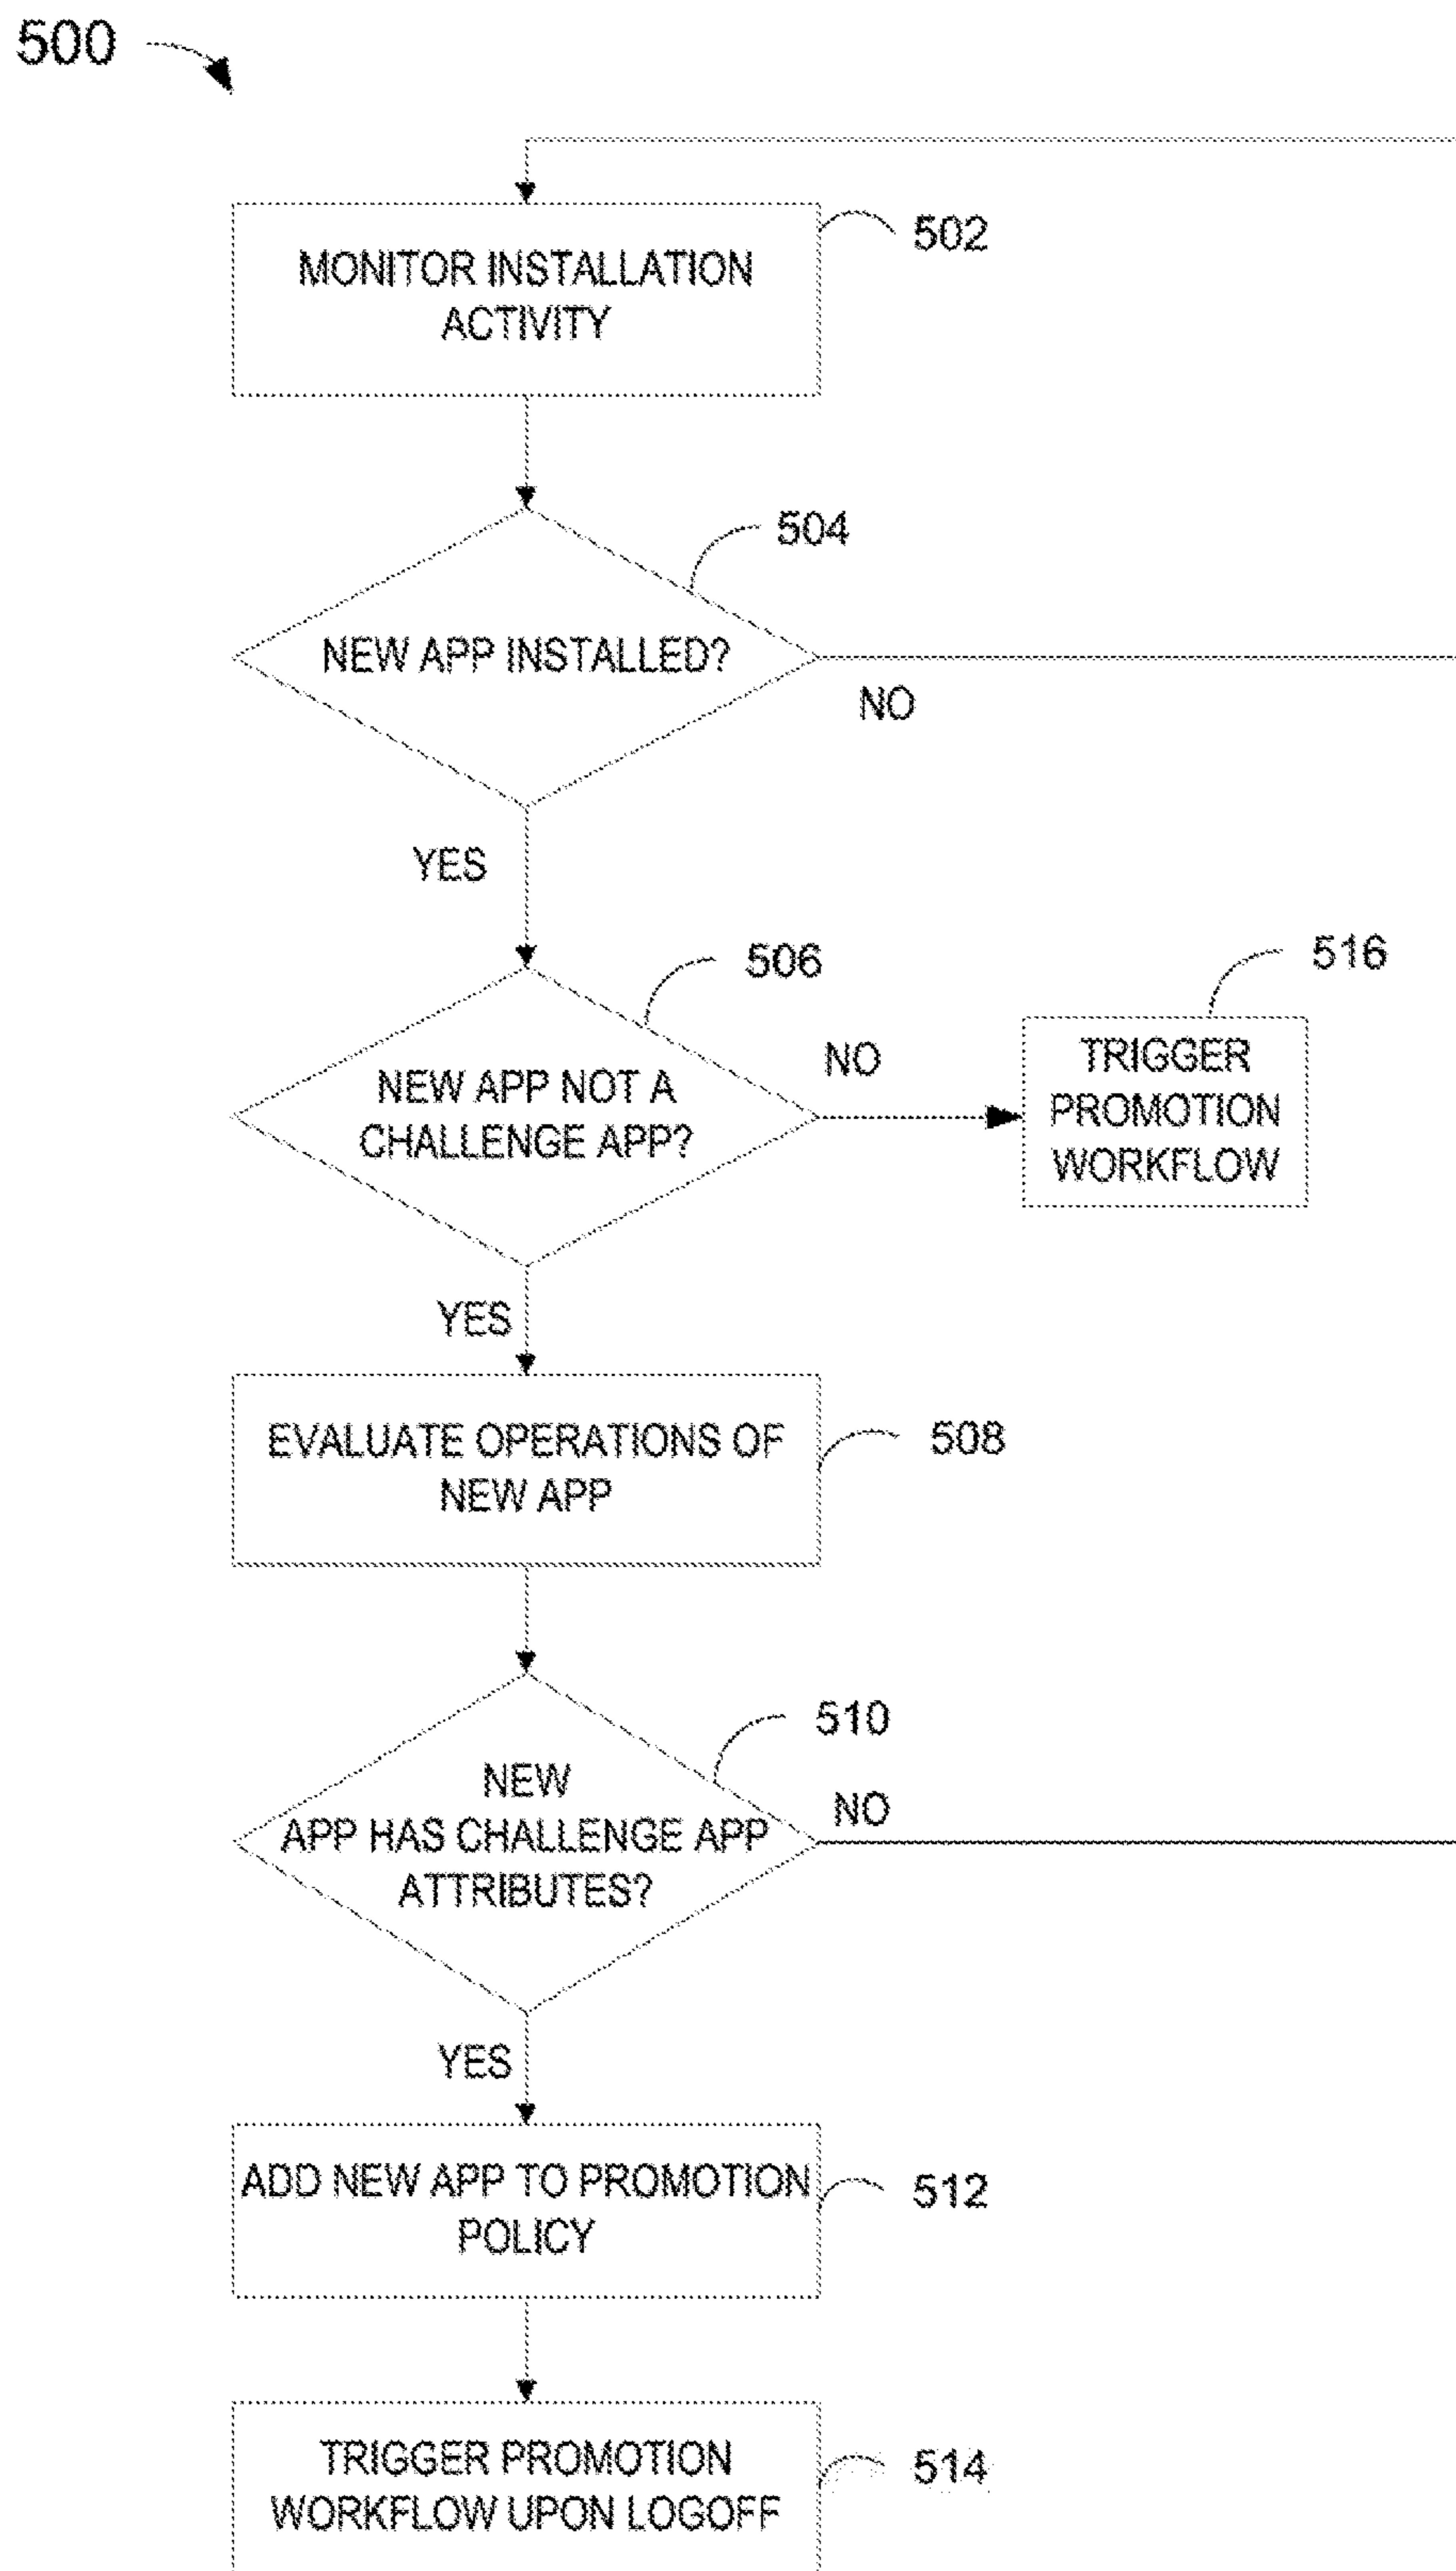 500
MONITOR INSTALLATION
ACTIVITY
502
504
NEW APP INSTALLED?
NO
YES
506
516
NEW APP NOT A
CHALLENGE APP?
NO
TRIGGER
PROMOTION
WORKFLOW
YES
EVALUATE OPERATIONS OF
NEW APP
508
510
NEW
APP HAS CHALLENGE APP
ATTRIBUTES?
NO
YES
ADD NEW APP TO PROMOTION
POLICY
512
TRIGGER PROMOTION
WORKFLOW UPON LOGOFF
514